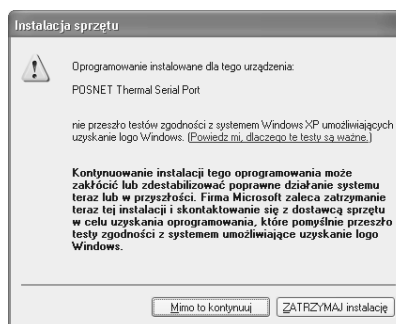 Instalacja sprzętu
Oprogramowanie instalowane dla tego urządzenia:
POSNET Thermal Serial Port
nie przeszło testów zgodności z systemem Windows XP umożliwiających
uzyskanie logo Windows. (Powiedz mi, dlaczego te testy są ważne.)
Kontynuowanie instalacji tego oprogramowania może
zakłócić lub zdestabilizować poprawne działanie systemu
teraz lub w przyszłości. Firma Microsoft zaleca zatrzymanie
teraz tej instalacji i skontaktowanie się z dostawcą sprzętu
w celu uzyskania oprogramowania, które pomyślnie przeszło
testy zgodności z systemem umożliwiające uzyskanie logo
Windows.
Mimo to kontynuuj ZATRZYMAJ instalację